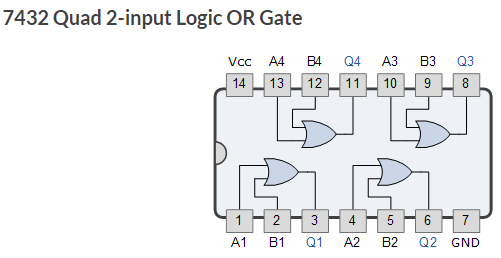 7432 Quad 2-input Logic OR Gate
Vcc A4 B4 Q4 A3 B3 Q3
14 13 12 11 10 9 8
1 2 3 4 5 6 7
A1 B1 Q1 A2 B2 Q2 GND